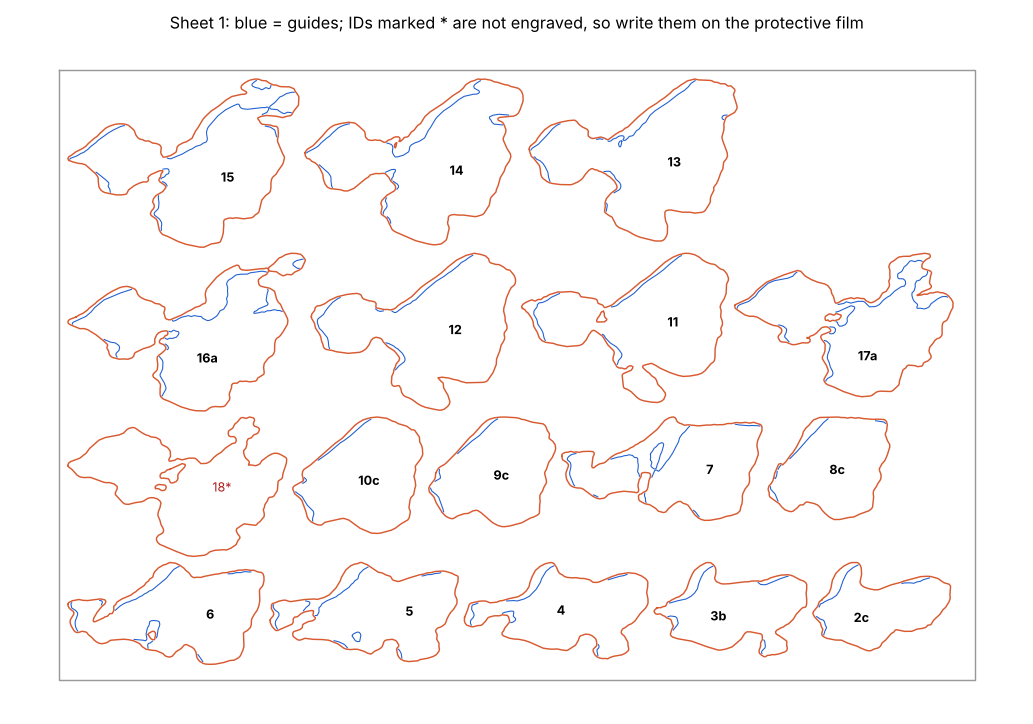 Sheet 1: blue = guides; IDs marked * are not engraved, so write them on the protective film
15
14
13
16a
12
11
17a
18*
10c
9c
7
8c
6
5
4
3b
2c